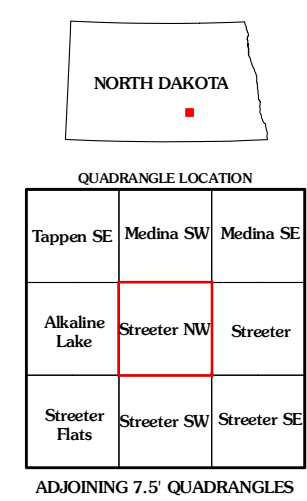 NORTH DAKOTA
QUADRANGLE LOCATION
Tappen SE
Medina SW
Medina SE
Alkaline
Lake
Streeter NW
Streeter
Streeter
Flats
Streeter SW
Streeter SE
ADJOINING 7.5' QUADRANGLES